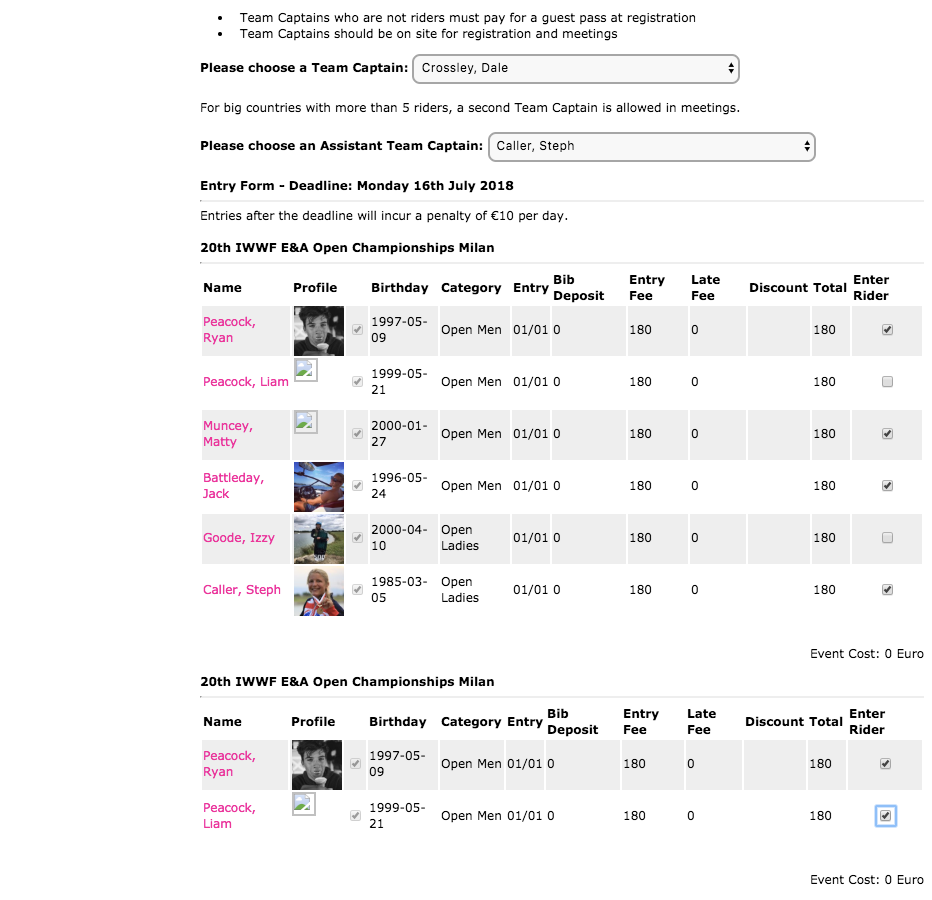 Team Captains who are not riders must pay for a guest pass at registration
Team Captains should be on site for registration and meetings
Please choose a Team Captain: Crossley, Dale
For big countries with more than 5 riders, a second Team Captain is allowed in meetings.
Please choose an Assistant Team Captain: Caller, Steph
Entry Form - Deadline: Monday 16th July 2018
Entries after the deadline will incur a penalty of €10 per day.
20th IWWF E&A Open Championships Milan
Name Profile Birthday Category Entry Bib Deposit Entry Fee Late Fee Discount Total Enter Rider
Peacock, Ryan 1997-05-09 Open Men 01/01 0 180 0 180
Peacock, Liam 1999-05-21 Open Men 01/01 0 180 0 180
Muncey, Matty 2000-01-27 Open Men 01/01 0 180 0 180
Battleday, Jack 1996-05-24 Open Men 01/01 0 180 0 180
Goode, Izzy 2000-04-10 Open Ladies 01/01 0 180 0 180
Caller, Steph 1985-03-05 Open Ladies 01/01 0 180 0 180
Event Cost: 0 Euro
20th IWWF E&A Open Championships Milan
Name Profile Birthday Category Entry Bib Deposit Entry Fee Late Fee Discount Total Enter Rider
Peacock, Ryan 1997-05-09 Open Men 01/01 0 180 0 180
Peacock, Liam 1999-05-21 Open Men 01/01 0 180 0 180
Event Cost: 0 Euro